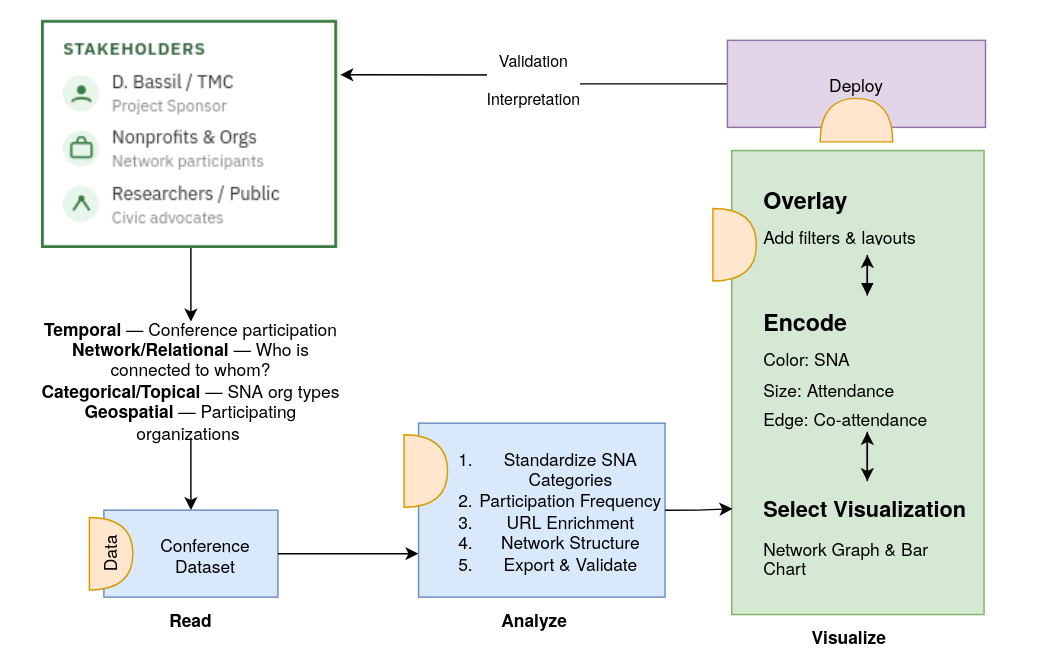 STAKEHOLDERS
D. Bassil / TMC
Project Sponsor
Nonprofits & Orgs
Network participants
Researchers / Public
Civic advocates
Validation
Interpretation
Deploy
Temporal — Conference participation
Network/Relational — Who is
connected to whom?
Categorical/Topical — SNA org types
Geospatial — Participating
organizations
Data
Conference
Dataset
Read
1. Standardize SNA
Categories
2. Participation Frequency
3. URL Enrichment
4. Network Structure
5. Export & Validate
Analyze
Overlay
Add filters & layouts
Encode
Color: SNA
Size: Attendance
Edge: Co-attendance
Select Visualization
Network Graph & Bar
Chart
Visualize